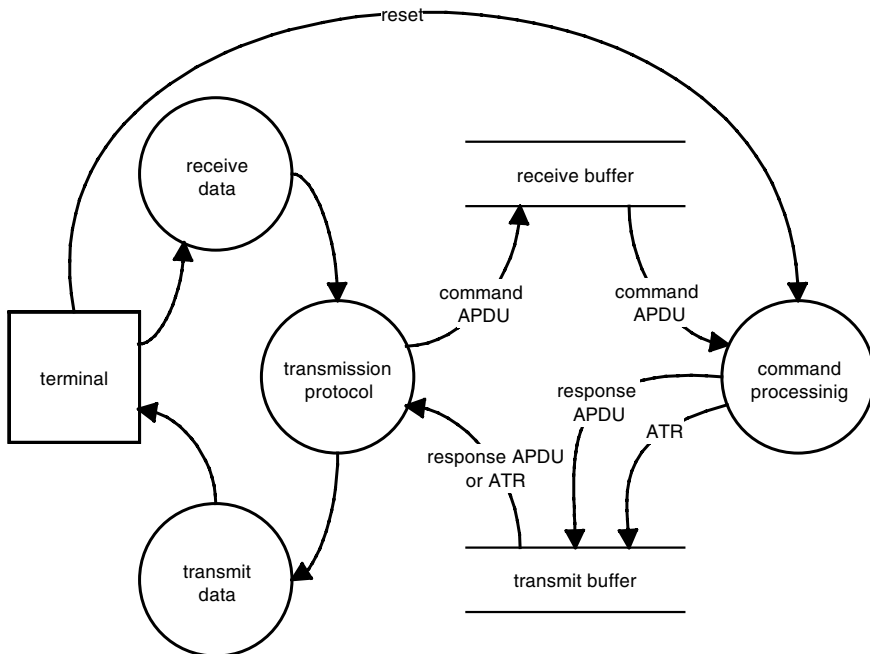 reset
receive
data
receive buffer
command
APDU
command
APDU
terminal
transmission
protocol
command
processinig
response
APDU
ATR
response APDU
or ATR
transmit
data
transmit buffer